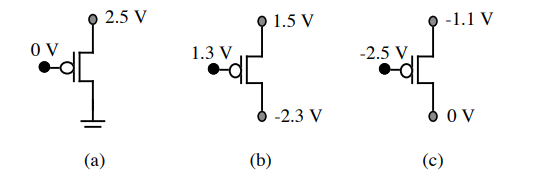 2.5 V
0 V
(a)
1.5 V
1.3 V
-2.3 V
(b)
-1.1 V
-2.5 V
0 V
(c)